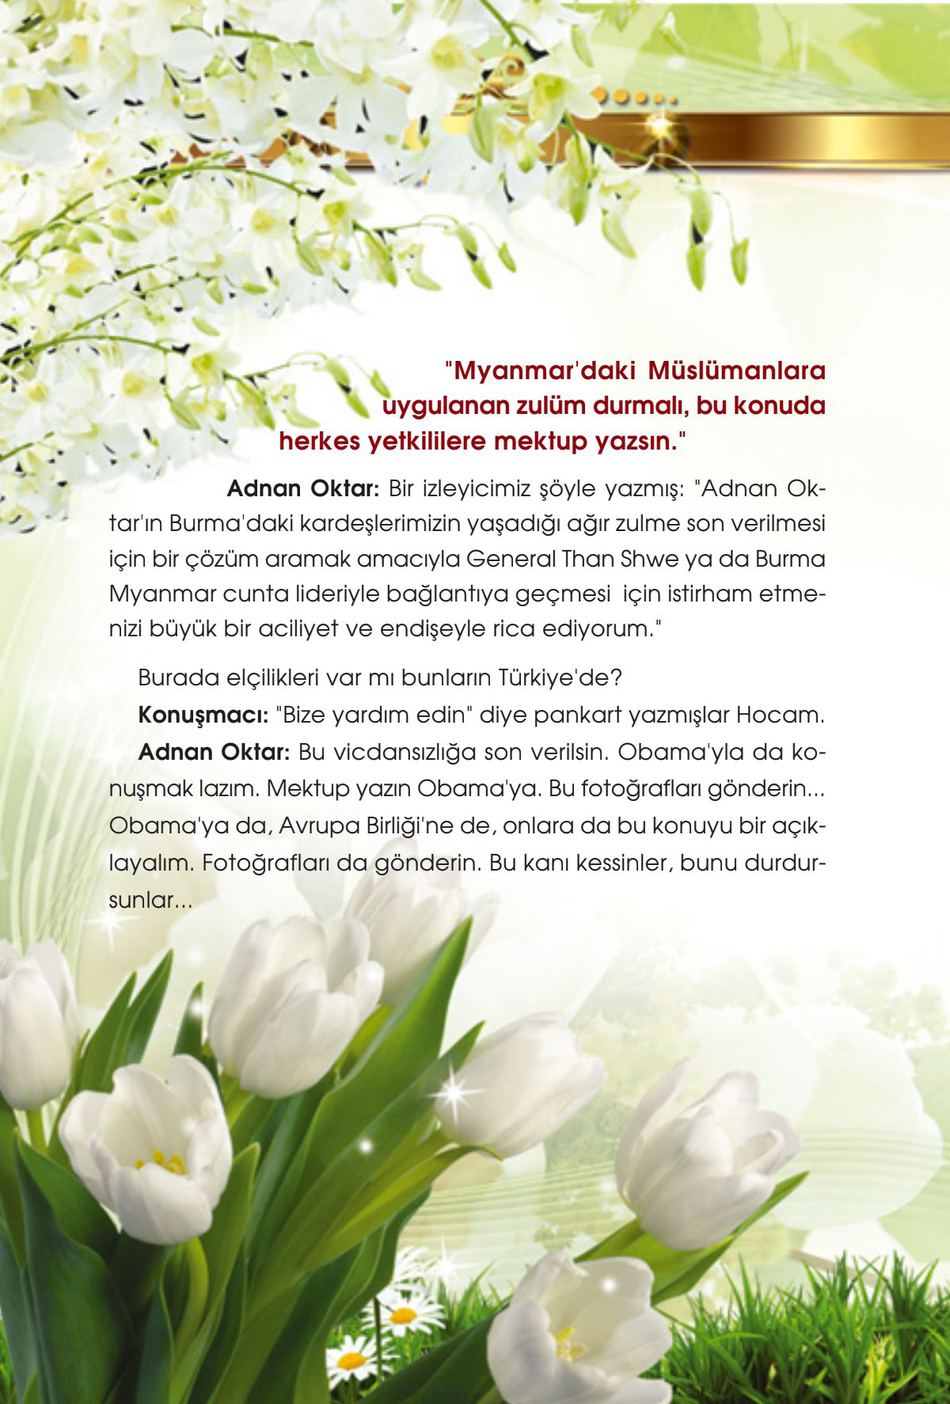 "Myanmar'daki Müslümanlara
uygulanan zulüm durmalı, bu konuda
herkes yetkililere mektup yazsın."
Adnan Oktar: Bir izleyicimiz şöyle yazmış: "Adnan Ok-
tar'ın Burma'daki kardeşlerimizin yaşadığı ağır zulme son verilmesi
için bir çözüm aramak amacıyla General Than Shwe ya da Burma
Myanmar cunta lideriyle bağlantıya geçmesi için istirham etme-
nizi büyük bir aciliyet ve endişeyle rica ediyorum."
Burada elçilikleri var mı bunların Türkiye'de?
Konuşmacı: "Bize yardım edin" diye pankart yazmışlar Hocam.
Adnan Oktar: Bu vicdansızlığa son verilsin. Obama'yla da ko-
nuşmak lazım. Mektup yazın Obama'ya. Bu fotoğrafları gönderin...
Obama'ya da, Avrupa Birliği'ne de, onlara da bu konuyu bir açık-
layalım. Fotoğrafları da gönderin. Bu kanı kessinler, bunu durdur-
sunlar...